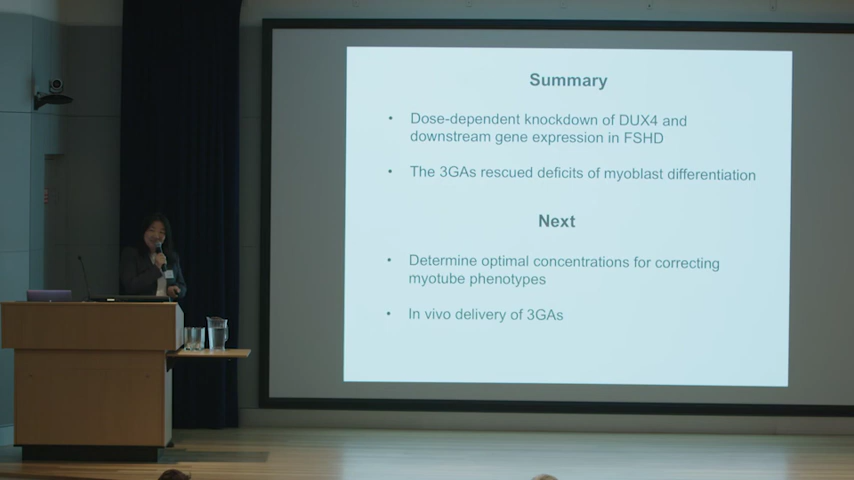 Summary
• Dose-dependent knockdown of DUX4 and
downstream gene expression in FSHD
• The 3GAs rescued deficits of myoblast differentiation
Next
• Determine optimal concentrations for correcting
myotube phenotypes
• In vivo delivery of 3GAs